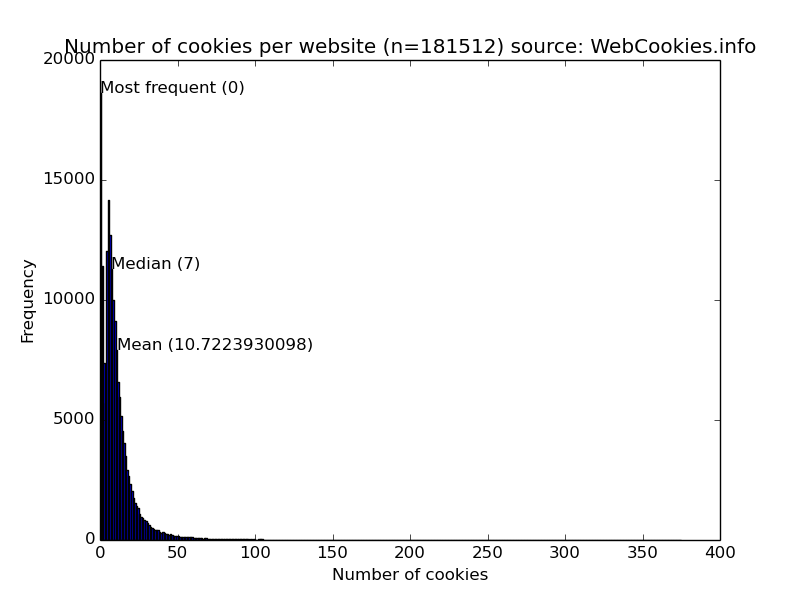 Number of cookies per website (n=181512) source: WebCookies.info
20000
Most frequent (0)
15000
Median (7)
Frequency
10000
Mean (10.7223930098)
5000
0
0 50 100 150 200 250 300 350 400
Number of cookies